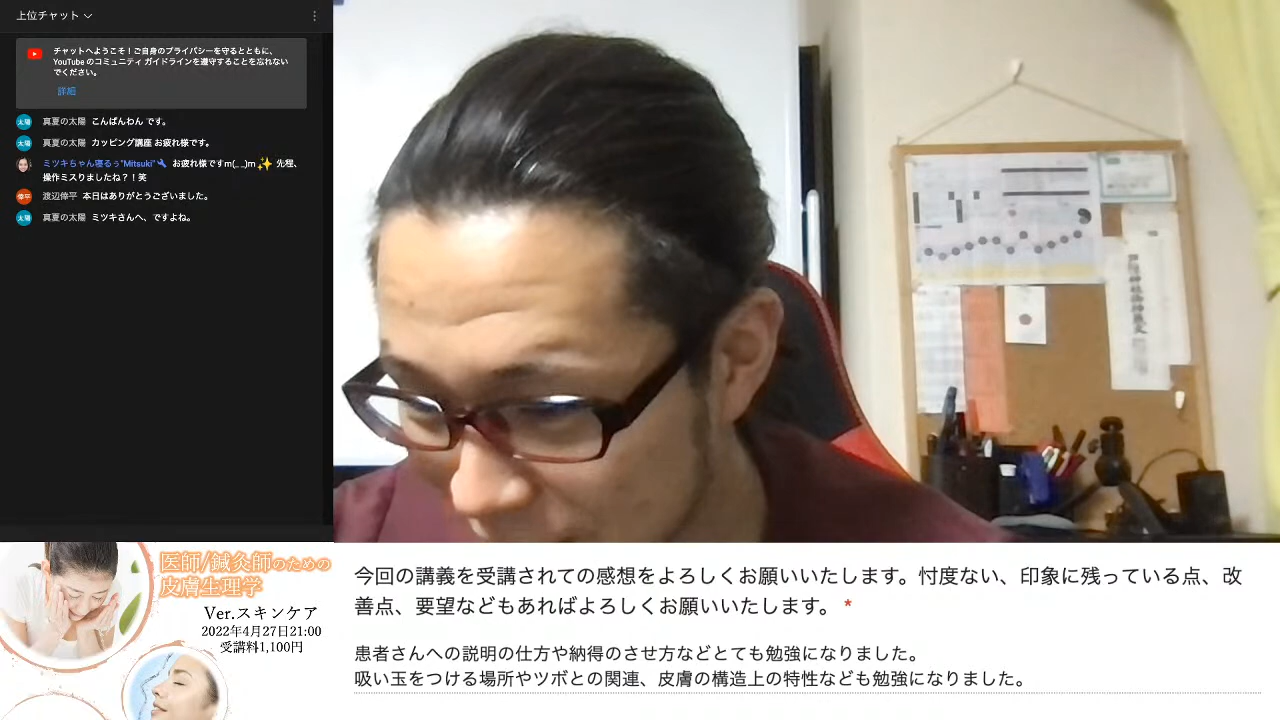 上位チャット
チャットへようこそ！ご自身のプライバシーを守るとともに、
YouTube のコミュニティ ガイドラインを遵守することを忘れない
でください。
詳細
太陽 真夏の太陽 こんばんわん です。
太陽 真夏の太陽 カッピング講座 お疲れ様です。
ミツキちゃん寝るぅ"Mitsuki" お疲れ様ですm(_ _)m✨ 先程、
操作ミスりましたね？！笑
倖平 渡辺倖平 本日はありがとうございました。
太陽 真夏の太陽 ミツキさんへ、ですよね。
医師/鍼灸師のための
皮膚生理学
Ver.スキンケア
2022年4月27日21:00
受講料1,100円
今回の講義を受講されての感想をよろしくお願いいたします。忖度ない、印象に残っている点、改
善点、要望などもあればよろしくお願いいたします。 *
患者さんへの説明の仕方や納得のさせ方などとても勉強になりました。
吸い玉をつける場所やツボとの関連、皮膚の構造上の特性なども勉強になりました。